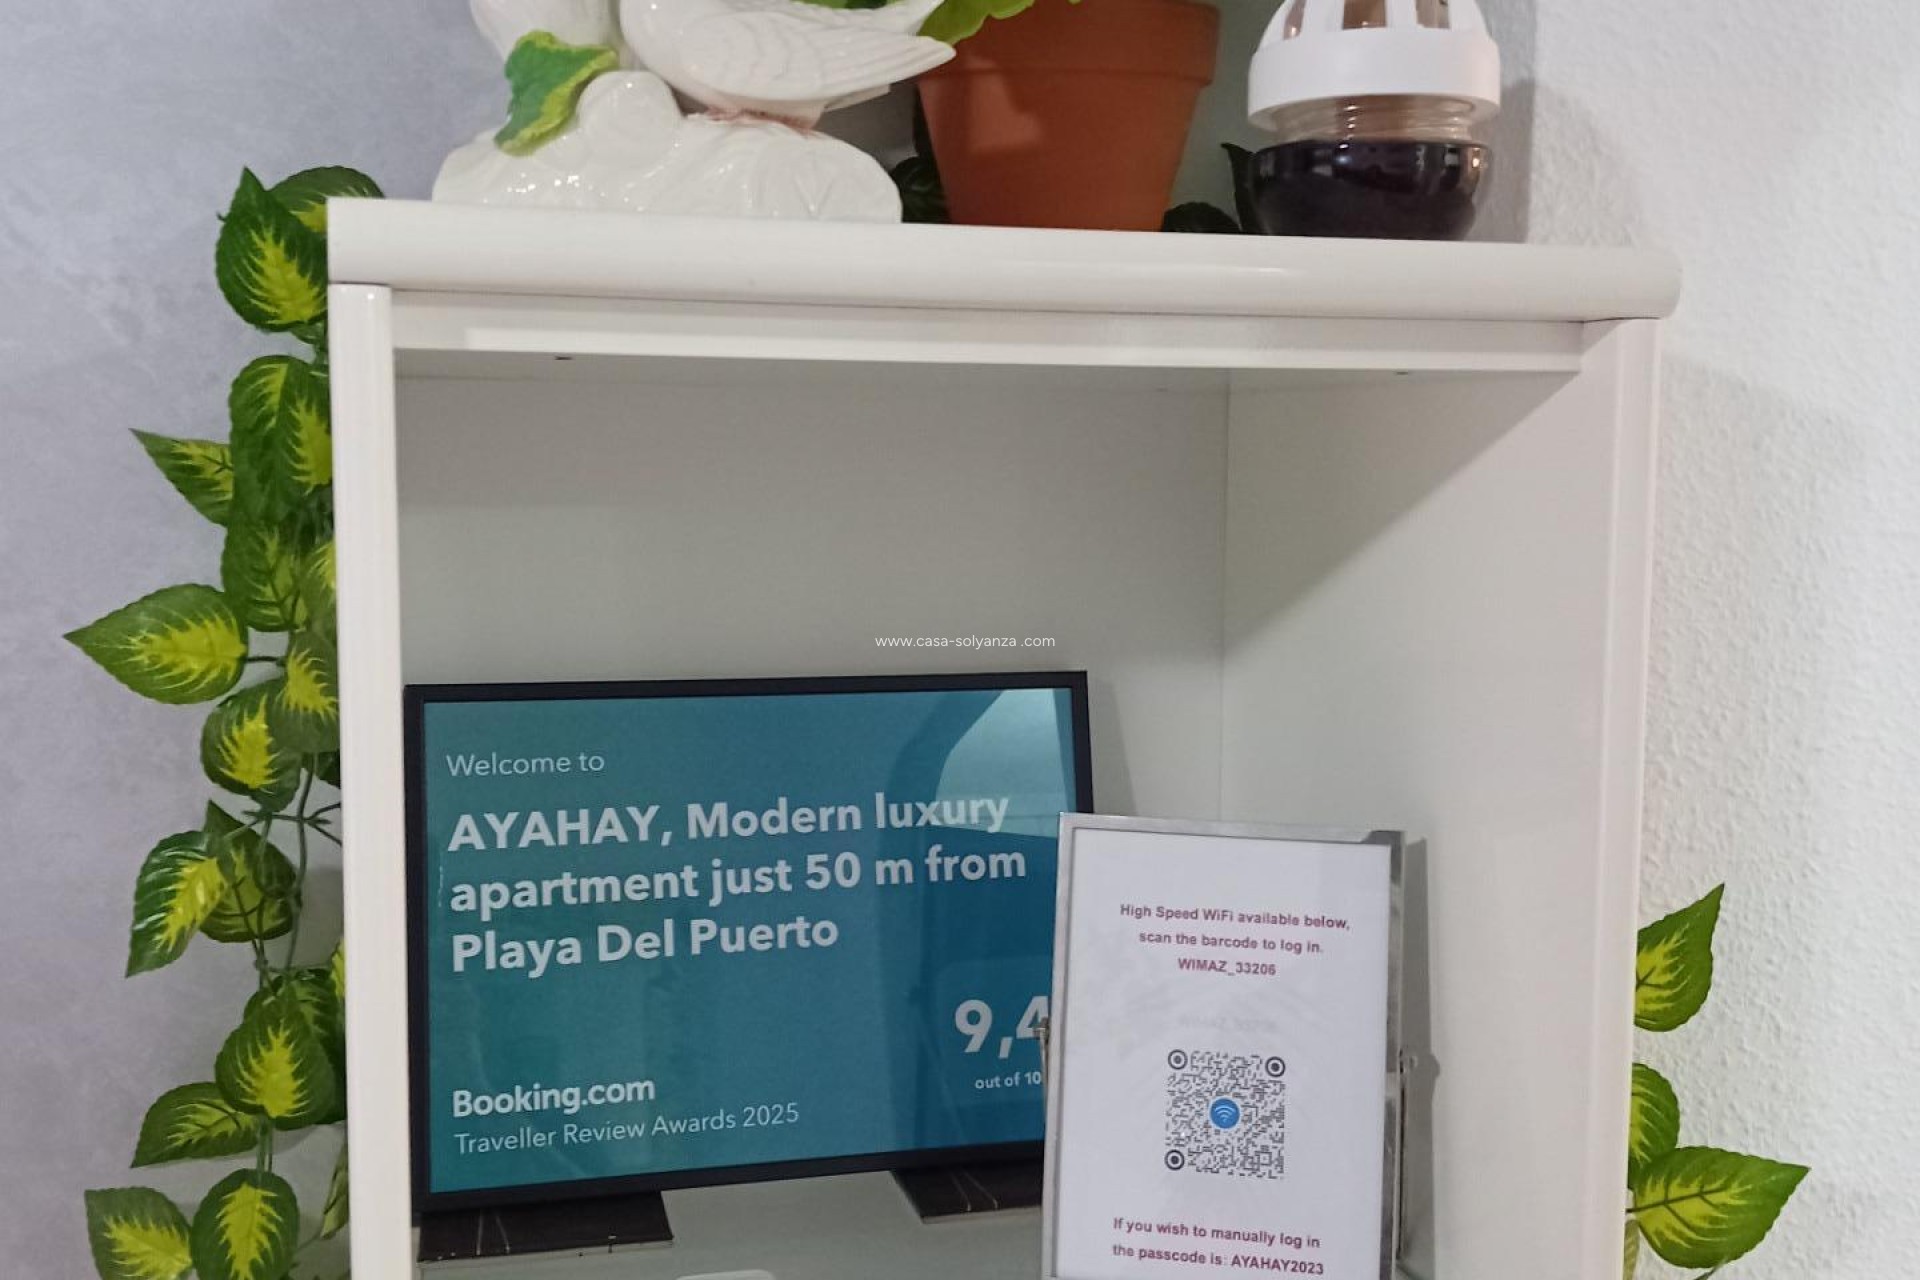 www.casa-solyanza.com
Welcome to
AYAHAY, Modern luxury
apartment just 50 m from
Playa Del Puerto
9,4
out of 10
Booking.com
Traveller Review Awards 2025
High Speed WiFi available below,
scan the barcode to log in.
WIMAZ_33206
If you wish to manually log in
the passcode is: AYAHAY2023